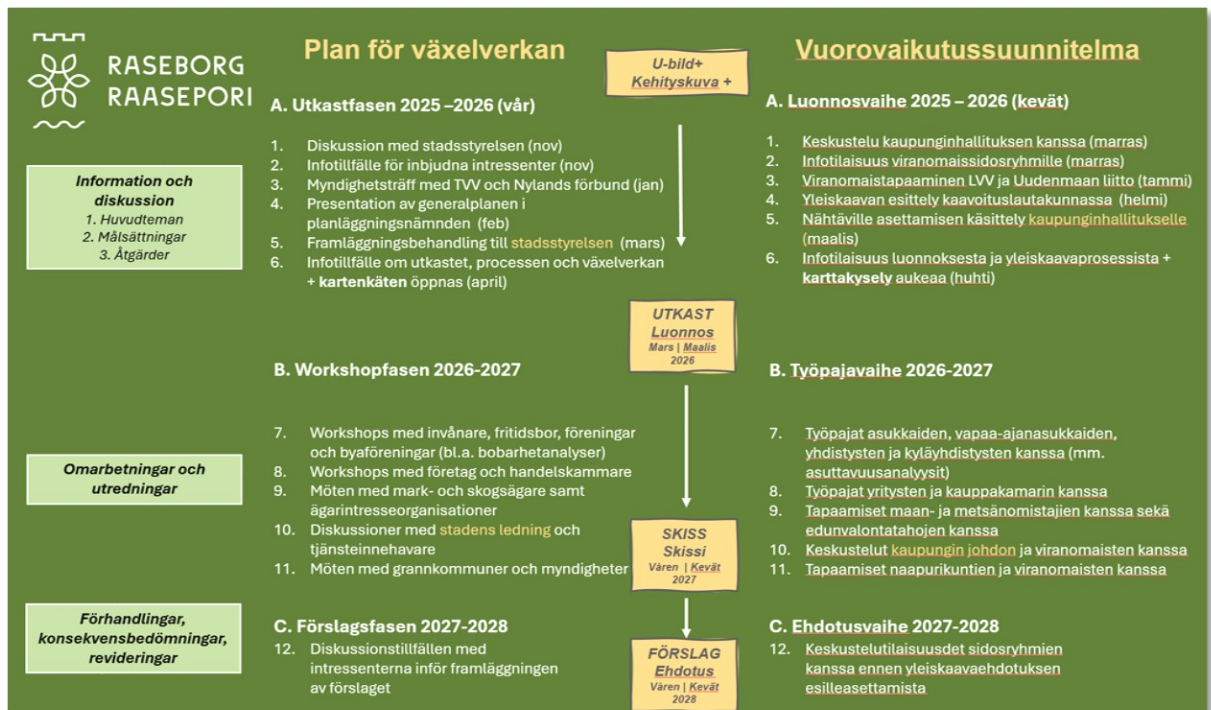 RASEBORG
RAASEPORI
Plan för växelverkan
A. Utkastfasen 2025 –2026 (vår)
1. Diskussion med stadsstyrelsen (nov)
2. Infotillfälle för inbjudna intressenter (nov)
3. Myndighetsträff med TVV och Nylands förbund (jan)
4. Presentation av generalplanen i
planläggningsnämnden (feb)
5. Framläggningsbehandling till stadsstyrelsen (mars)
6. Infotillfälle om utkastet, processen och växelverkan
+ kartenkäten öppnas (april)
B. Workshopfasen 2026-2027
7. Workshops med invånare, fritidsbor, föreningar
och byaföreningar (bl.a. bobarhetanalyser)
8. Workshops med företag och handelskammare
9. Möten med mark- och skogsägare samt
ägarintresseorganisationer
10. Diskussioner med stadens ledning och
tjänsteinnehavare
11. Möten med grannkommuner och myndigheter
C. Förslagsfasen 2027-2028
12. Diskussionstillfällen med
intressenterna inför framläggningen
av förslaget
Information och
diskussion
1. Huvudteman
2. Målsättningar
3. Åtgärder
Omarbetningar och
utredningar
Förhandlingar,
konsekvensbedömningar,
revideringar
U-bild+
Kehityskuva +
UTKAST
Luonnos
Mars | Maalis
2026
SKISS
Skissi
Våren | Kevät
2027
FÖRSLAG
Ehdotus
Våren | Kevät
2028
Vuorovaikutussuunnitelma
A. Luonnosvaihe 2025 – 2026 (kevät)
1. Keskustelu kaupunginhallituksen kanssa (marras)
2. Infotilaisuus viranomaissidosryhmille (marras)
3. Viranomaistapaaminen LVV ja Uudenmaan liitto (tammi)
4. Yleiskaavan esittely kaavoituslautakunnassa (helmi)
5. Nähtäville asettamisen käsittely kaupunginhallitukselle
(maalis)
6. Infotilaisuus luonnoksesta ja yleiskaavaprosessista +
karttakysely aukeaa (huhti)
B. Työpajavaihe 2026-2027
7. Työpajat asukkaiden, vapaa-ajanasukkaiden,
yhdistysten ja kyläyhdistysten kanssa (mm.
asuttavuusanalyysit)
8. Työpajat yritysten ja kauppakamarin kanssa
9. Tapaamiset maan- ja metsänomistajien kanssa sekä
edunvalontatahojen kanssa
10. Keskustelut kaupungin johdon ja viranomaisten kanssa
11. Tapaamiset naapurikuntien ja viranomaisten kanssa
C. Ehdotusvaihe 2027-2028
12. Keskustelutilaisuusdet sidosryhmien
kanssa ennen yleiskaavaehdotuksen
esilleasettamista